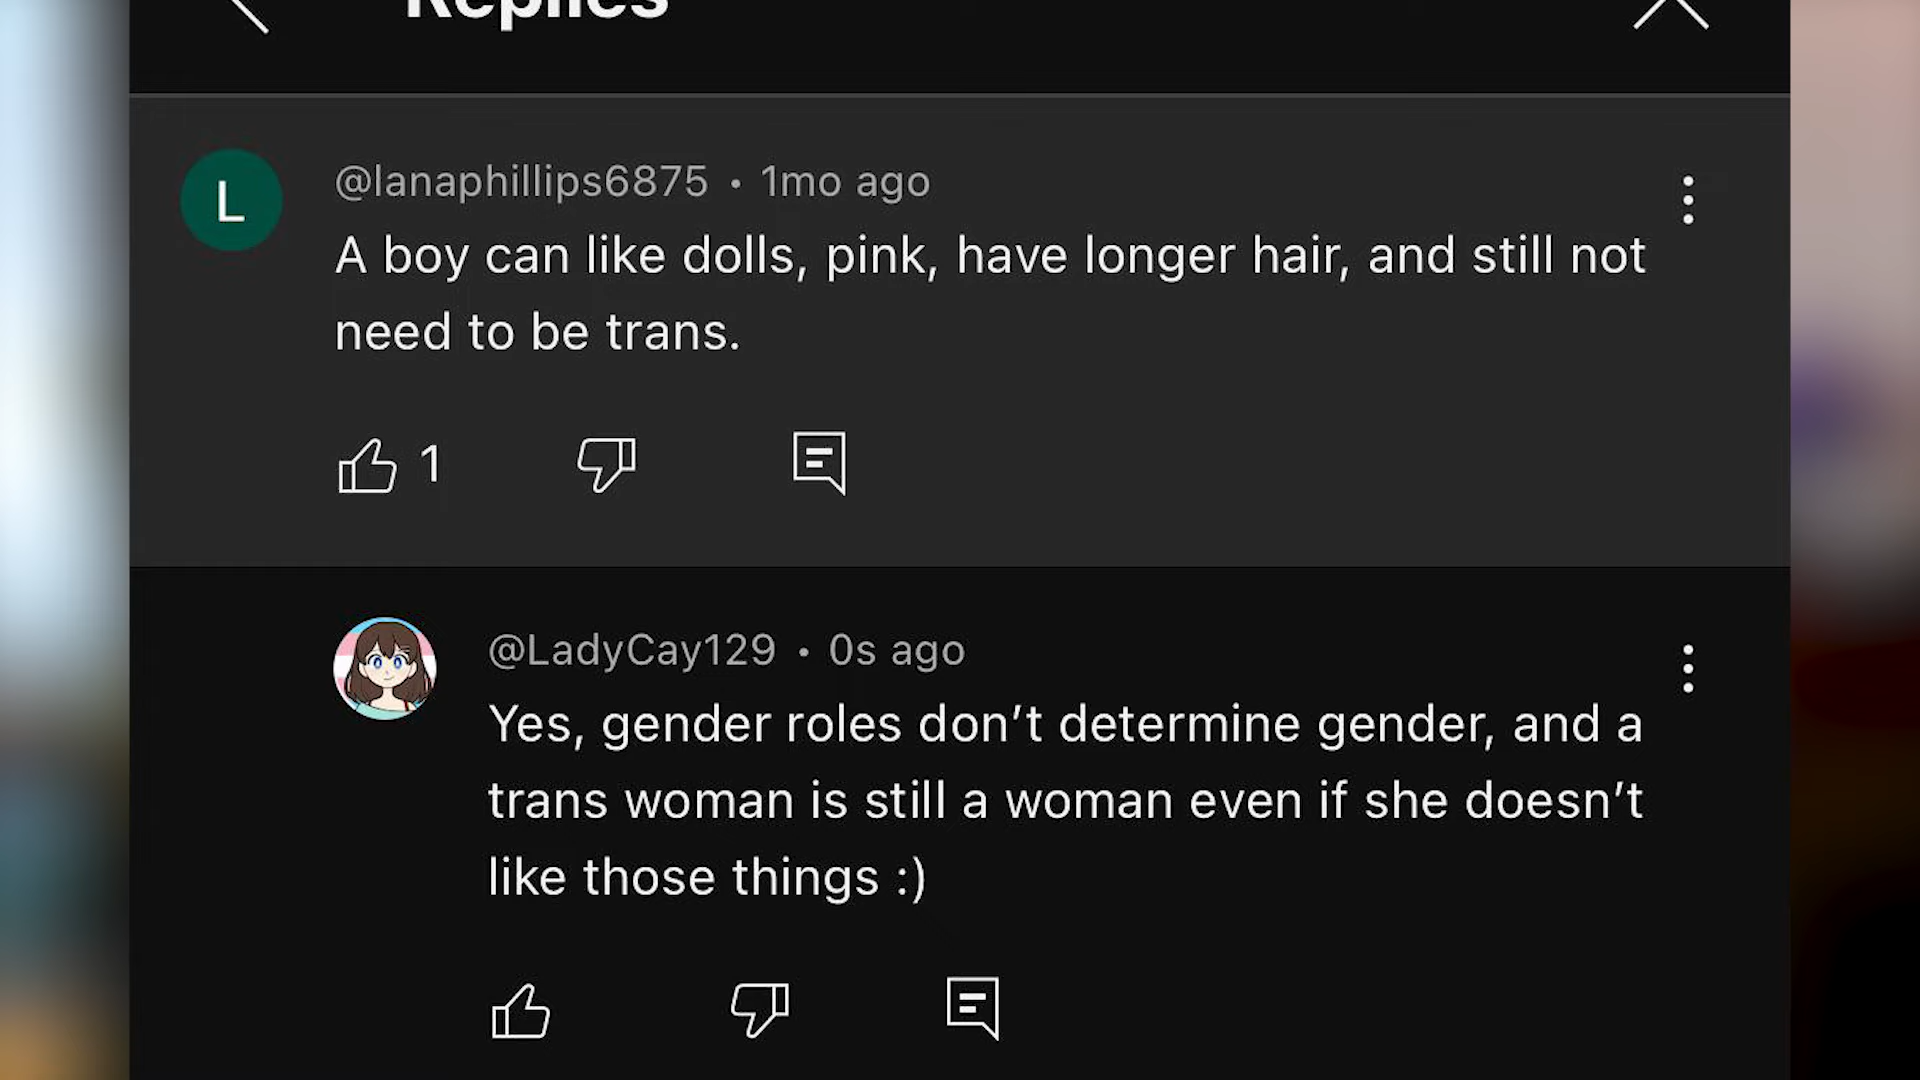 Replies
L
@lanaphillips6875 • 1mo ago
A boy can like dolls, pink, have longer hair, and still not
need to be trans.
1
@LadyCay129 • 0s ago
Yes, gender roles don’t determine gender, and a
trans woman is still a woman even if she doesn’t
like those things :)